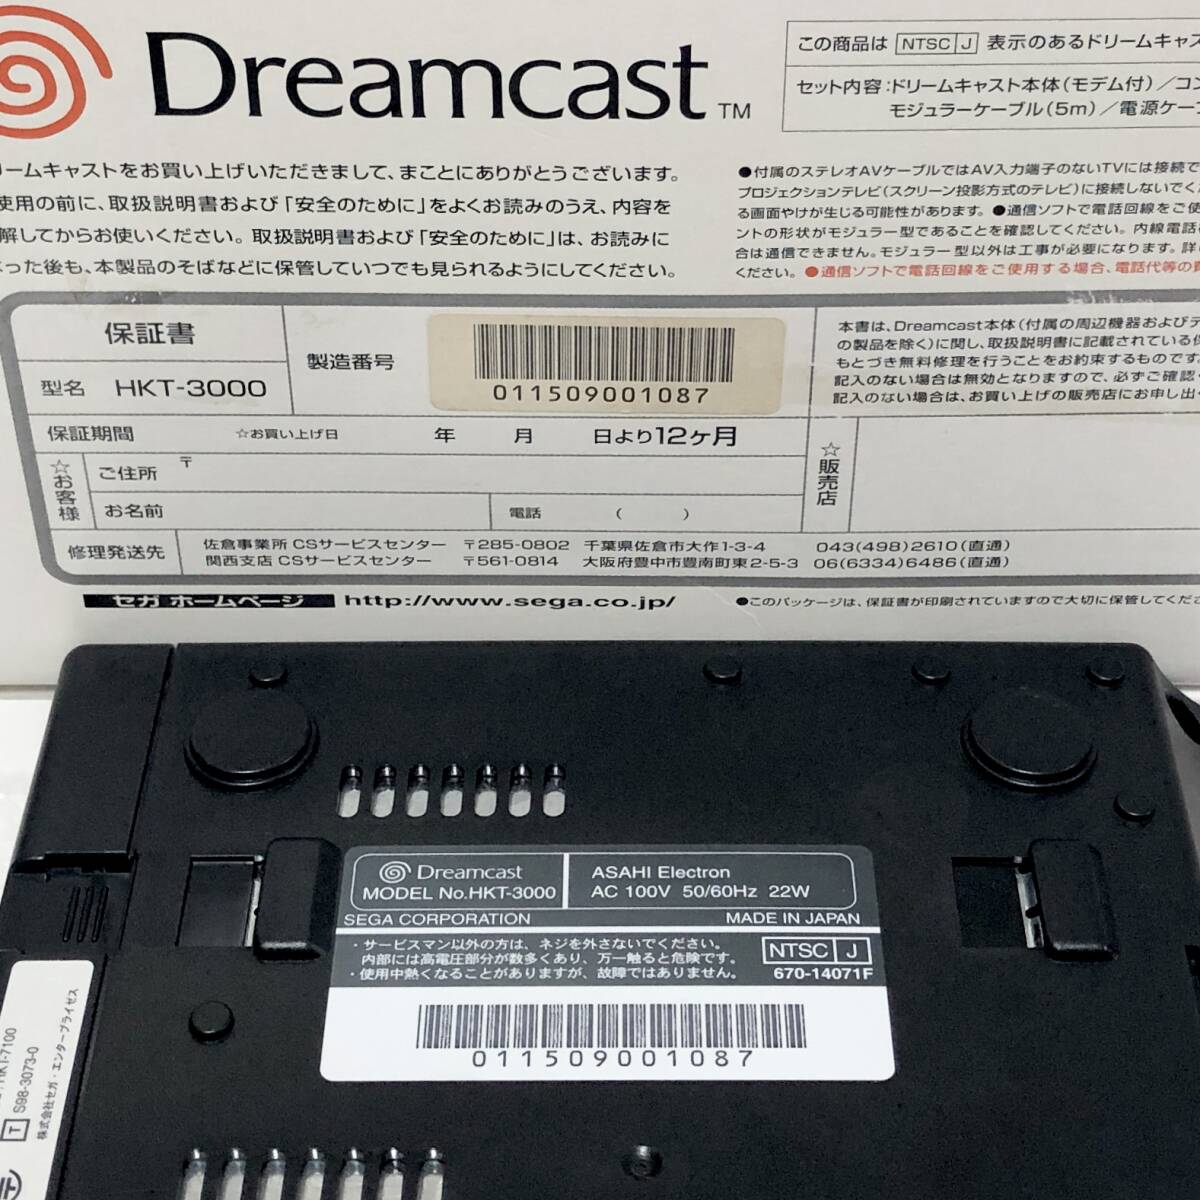 Dreamcast™
この商品は NTSC J 表示のあるドリームキャス
セット内容:ドリームキャスト本体(モデム付)/コン
モジュラーケーブル(5m)/電源ケー
リームキャストをお買い上げいただきまして、まことにありがとうございます。
使用の前に、取扱説明書および「安全のために」をよくお読みのうえ、内容を
解してからお使いください。取扱説明書および「安全のために」は、お読みに
なった後も、本製品のそばなどに保管していつでも見られるようにしてください。
●付属のステレオAVケーブルではAV入力端子のないTVには接続で
プロジェクションテレビ(スクリーン投影方式のテレビ)に接続しないでくだ
る画面やけが生じる可能性があります。●通信ソフトで電話回線をご使
ントの形状がモジュラー型であることを確認してください。内線電話
合は通信できません。モジュラー型以外は工事が必要になります。詳
ください。●通信ソフトで電話回線をご使用する場合、電話代等の費
保証書
型名 HKT-3000
製造番号
011509001087
本書は、Dreamcast本体(付属の周辺機器およびデ
の製品を除く)に関し、取扱説明書に記載されている保
もとづき無料修理を行うことをお約束するものです。
記入のない場合は無効となりますので、必ずご確認く
記入のない場合は、お買い上げの販売店にお申し出く
保証期間 ☆お買い上げ日 年 月 日より12ヶ月
☆お客様
ご住所 〒
お名前
電話 ( )
☆販売店
修理発送先
佐倉事業所 CSサービスセンター 〒285-0802 千葉県佐倉市大作1-3-4 043(498)2610(直通)
関西支店 CSサービスセンター 〒561-0814 大阪府豊中市豊南町東2-5-3 06(6334)6486(直通)
セガ ホームページ http://www.sega.co.jp/
●このパッケージは、保証書が印刷されていますので大切に保管してくださ
Dreamcast
MODEL No.HKT-3000
ASAHI Electron
AC 100V 50/60Hz 22W
SEGA CORPORATION
MADE IN JAPAN
・サービスマン以外の方は、ネジを外さないでください。
内部には高電圧部分が数多くあり、万一触ると危険です。
・使用中熱くなることがありますが、故障ではありません。
NTSC J
670-14071F
011509001087
HKT-7100
T S98-3073-0
株式会社セガ・エンタープライゼス